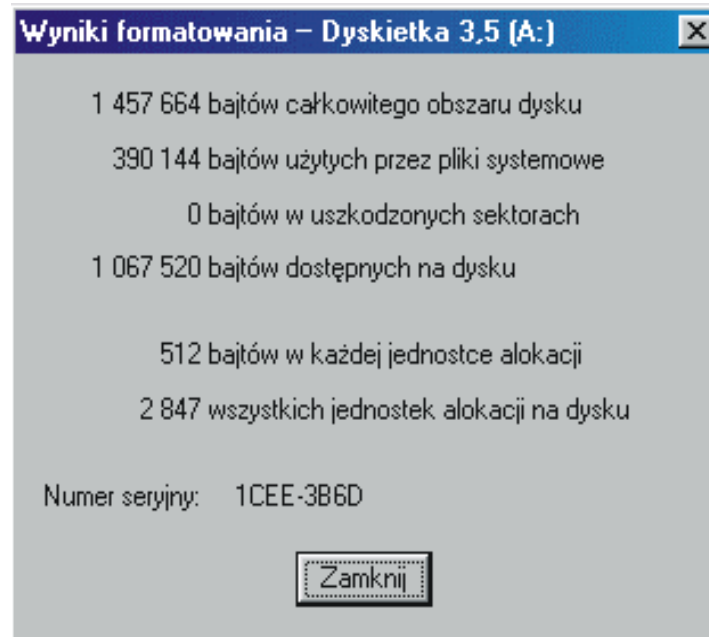 Wyniki formatowania – Dyskietka 3,5 (A:)
1 457 664 bajtów całkowitego obszaru dysku
390 144 bajtów użytych przez pliki systemowe
0 bajtów w uszkodzonych sektorach
1 067 520 bajtów dostępnych na dysku
512 bajtów w każdej jednostce alokacji
2 847 wszystkich jednostek alokacji na dysku
Numer seryjny: 1CEE-3B6D
Zamknij